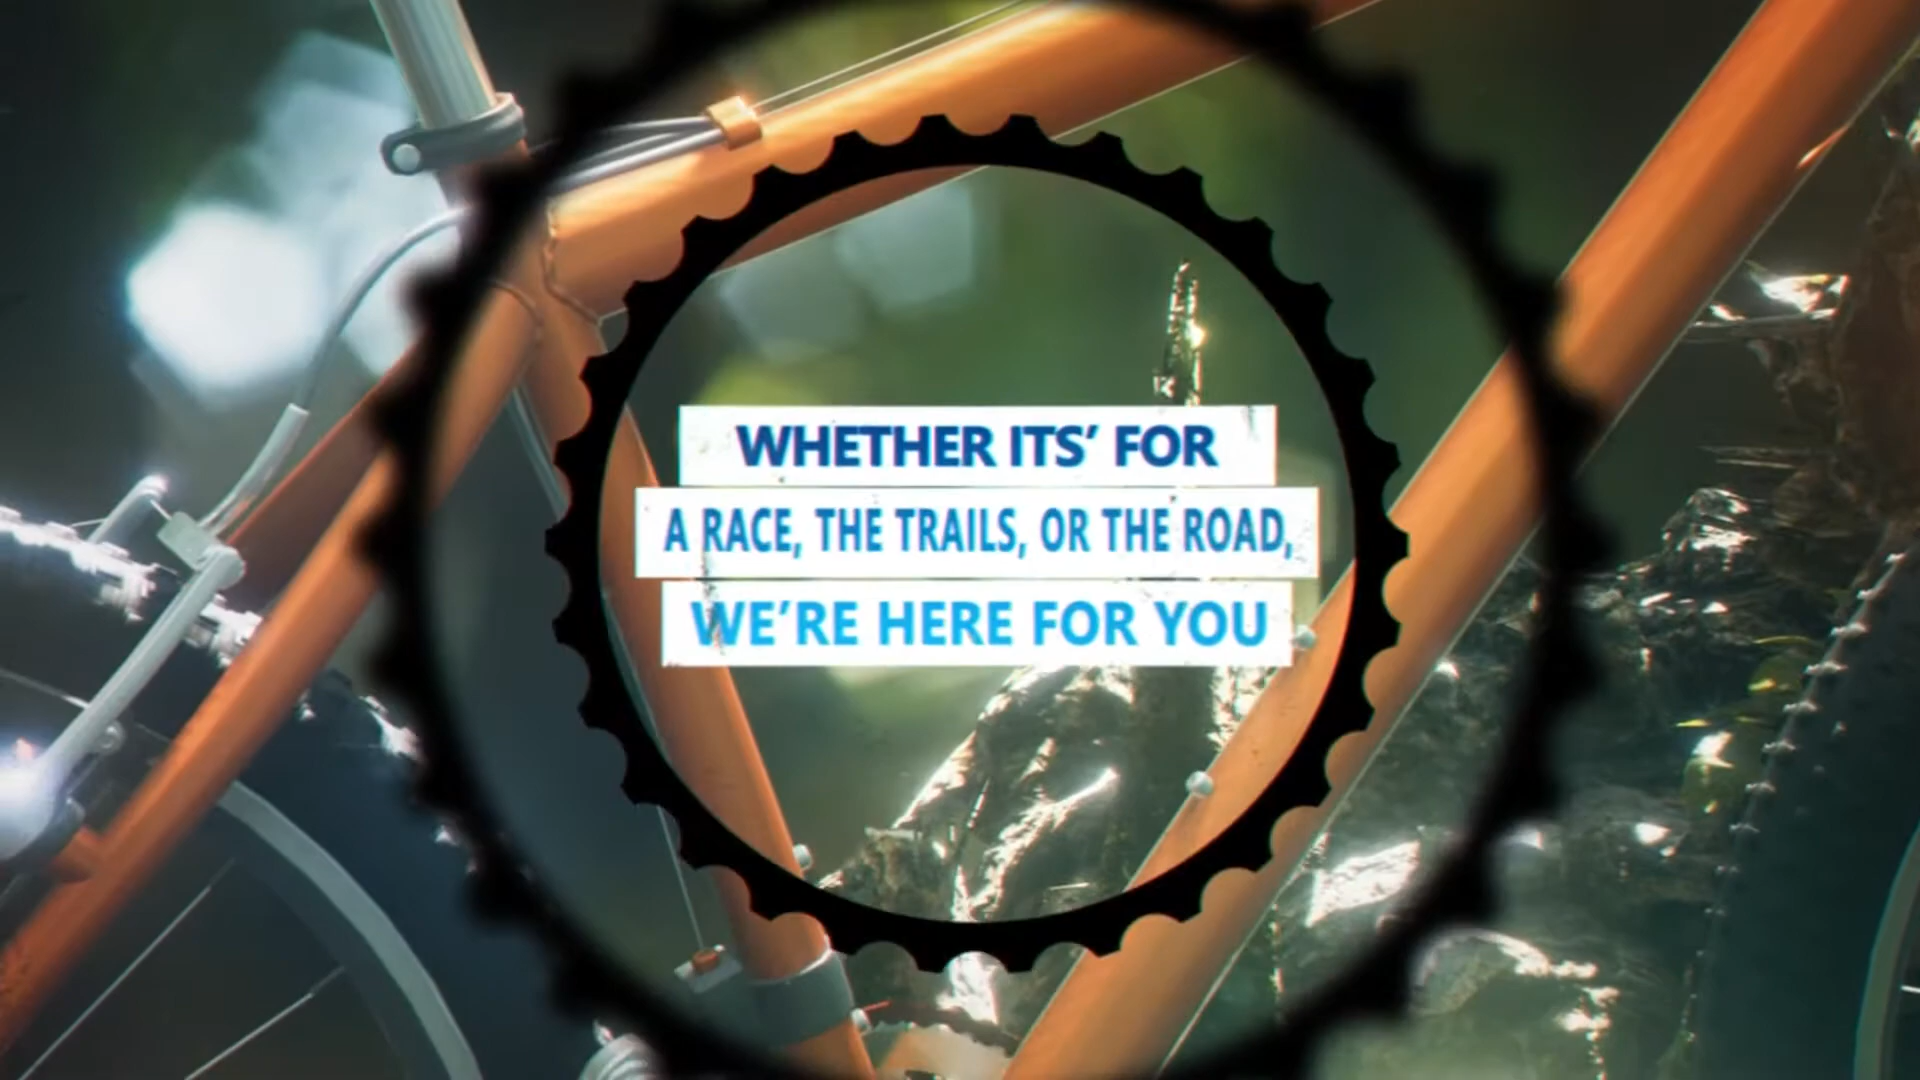 WHETHER ITS’ FOR
A RACE, THE TRAILS, OR THE ROAD,
WE’RE HERE FOR YOU